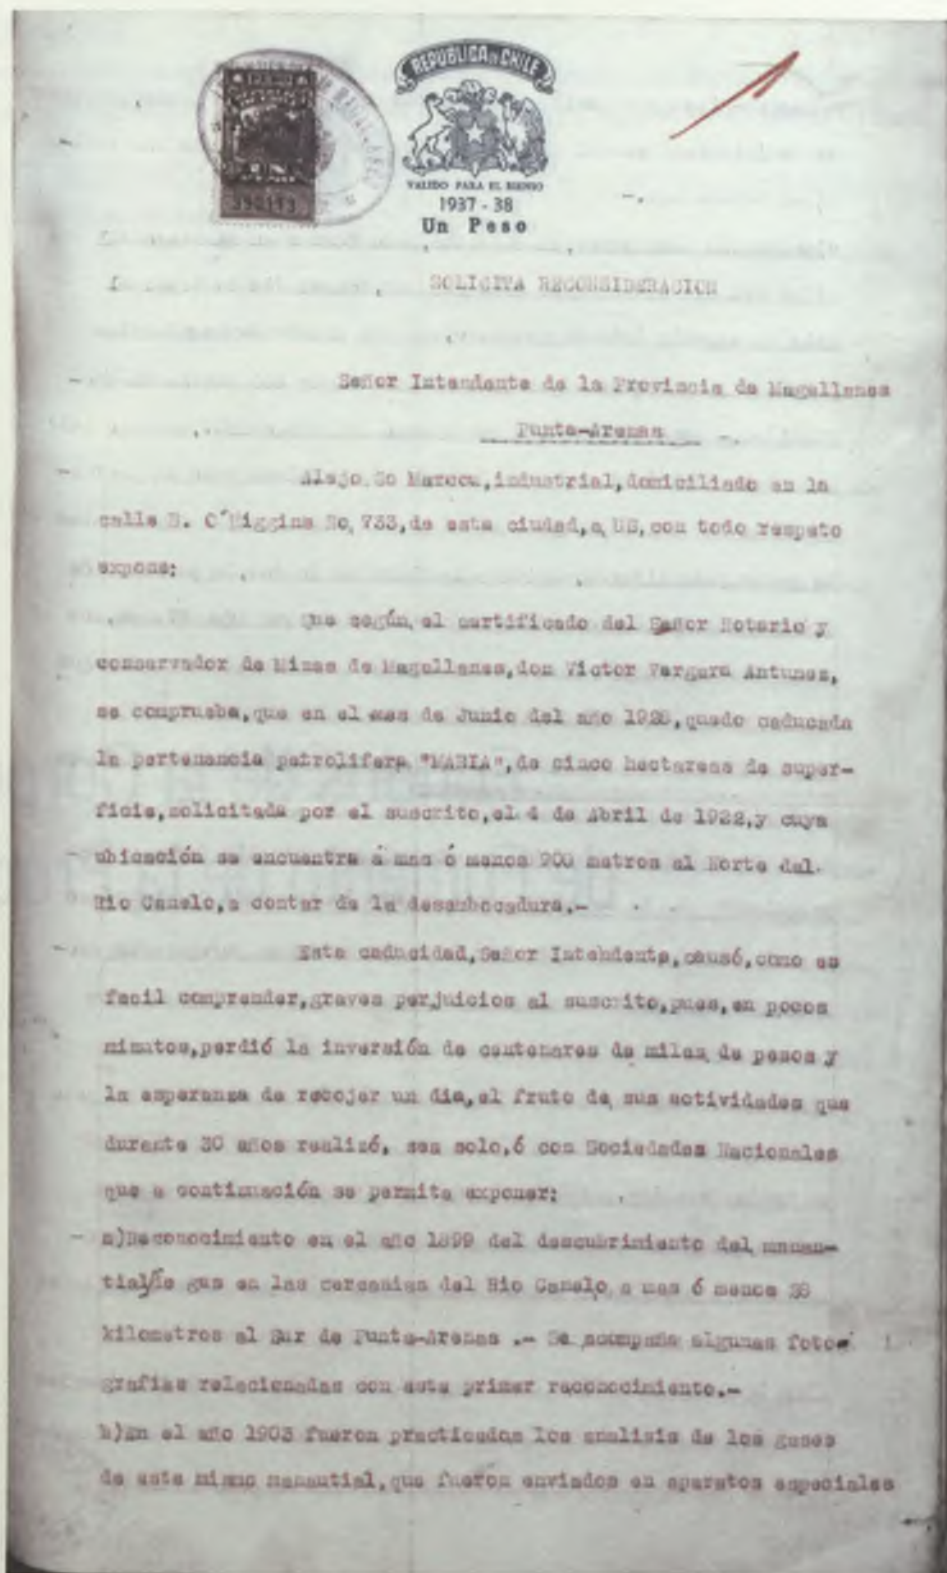 REPUBLICA DE CHILE
VALIDO PARA EL BIENIO
1937 - 38
Un Peso
SOLICITA RECONSIDERACION
Señor Intendente de la Provincia de Magallanes
Punta-Arenas
Alejo Marcou, industrial, domiciliado en la
calle B. O´Higgins No, 733, de esta ciudad, a US, con todo respeto
expone:
Que según el certificado del Señor Notario y
conservador de Minas de Magallanes, don Victor Vergara Antunez,
se comprueba, que en el mes de Junio del año, quedo caducada
la pertenencia petrolifera "MARIA", de cinco hectareas de super-
ficie, solicitada por el suscrito, el 4 de Abril de 1922, y cuya
ubicación se encuentra á mas ó menos 900 metros al Norte del
Rio Canelo, a contar de la desembocadura.-
Esta caducidad, Señor Intendente, causó, como es
facil comprender, graves perjuicios al suscrito, pues, en pocos
minutos, perdió la inversión de centenares de miles de pesos y
la esperanza de recojer un dia, el fruto de sus actividades que
durante 30 años realizó, sea solo, ó con Sociedades Nacionales
que a continuación se permite exponer:
a)Reconocimiento en el año 1899 del descubrimiento del manan-
tial/de gas en las cercanias del Rio Canelo, a mas ó menos 38
kilometros al Sur de Punta-Arenas .- Se acompaña algunas foto-
grafias relacionadas con este primer reconocimiento.-
b)En el año 1903 fueron practicados los analisis de los gases
de este mismo manantial, que fueron enviados en aparatos especiales